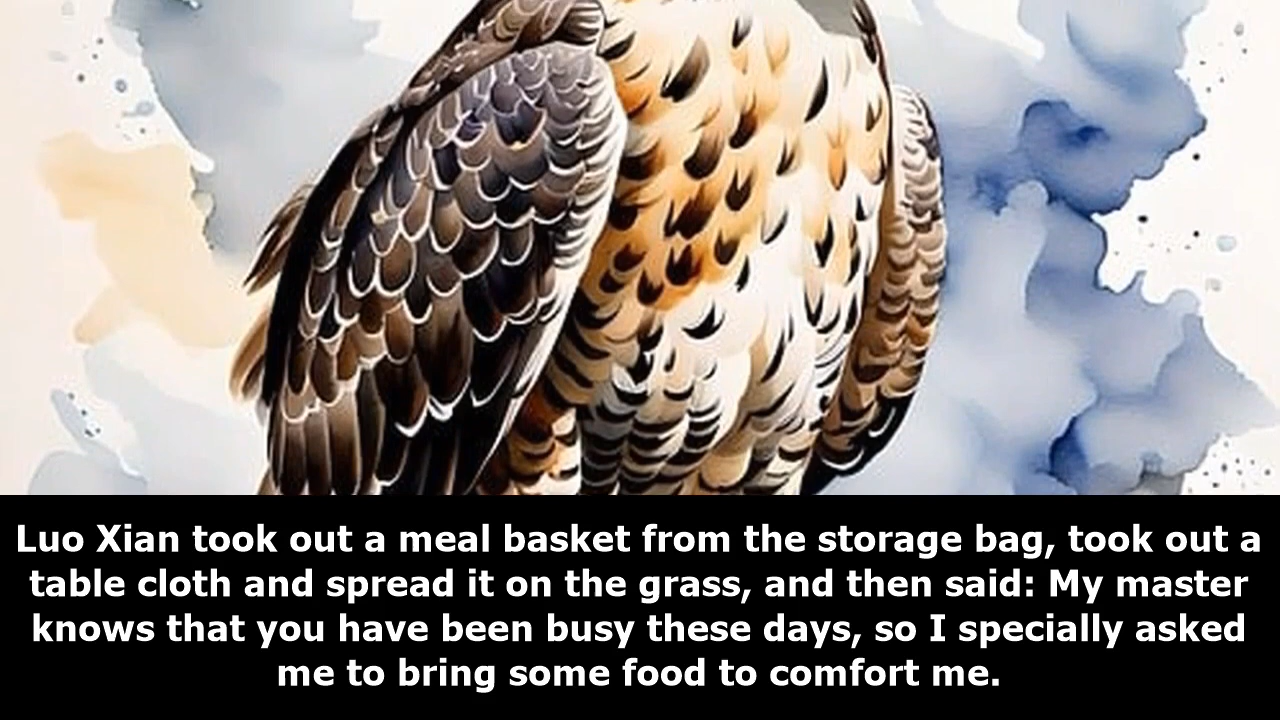 Luo Xian took out a meal basket from the storage bag, took out a
table cloth and spread it on the grass, and then said: My master
knows that you have been busy these days, so I specially asked
me to bring some food to comfort me.